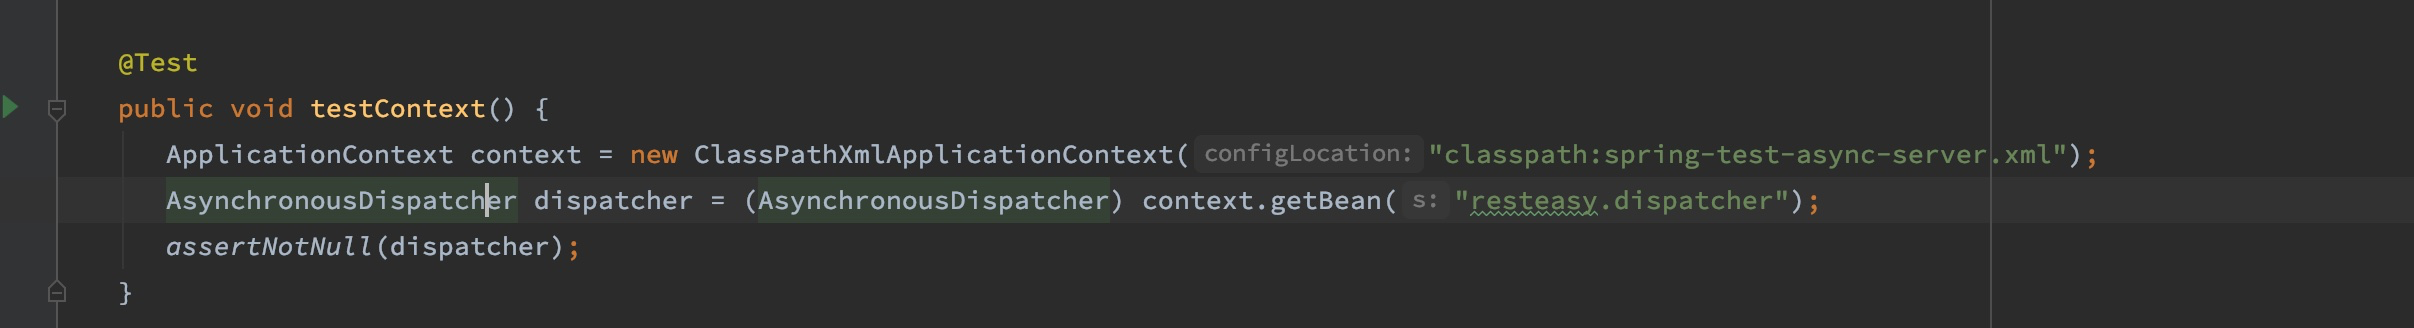 @Test
public void testContext() {
ApplicationContext context = new ClassPathXmlApplicationContext( configLocation: "classpath:spring-test-async-server.xml");
AsynchronousDispatcher dispatcher = (AsynchronousDispatcher) context.getBean( s: "resteasy.dispatcher");
assertNotNull(dispatcher);
}